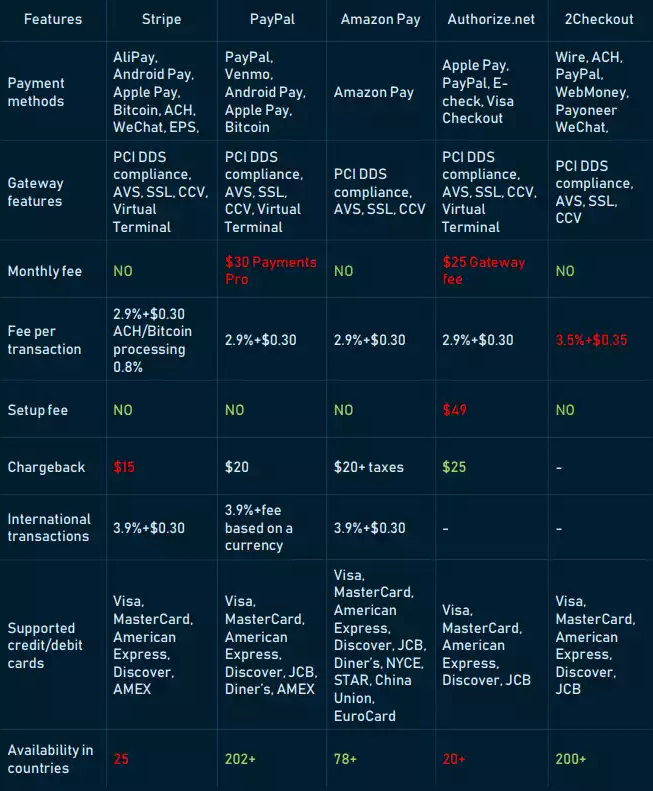 Features
Stripe
PayPal
Amazon Pay
Authorize.net
2Checkout
Payment
methods
AliPay,
Android Pay,
Apple Pay,
Bitcoin, ACH,
WeChat, EPS,
PayPal,
Venmo,
Android Pay,
Apple Pay,
Bitcoin
Amazon Pay
Apple Pay,
PayPal, E-
check, Visa
Checkout
Wire, ACH,
PayPal,
WebMoney,
Payoneer
WeChat,
Gateway
features
PCI DDS
compliance,
AVS, SSL, CCV,
Virtual
Terminal
PCI DDS
compliance,
AVS, SSL,
CCV, Virtual
Terminal
PCI DDS
compliance,
AVS, SSL, CCV
PCI DDS
compliance,
AVS, SSL, CCV,
Virtual
Terminal
PCI DDS
compliance,
AVS, SSL,
CCV
Monthly fee
NO
$30 Payments
Pro
NO
$25 Gateway
fee
NO
Fee per
transaction
2.9%+$0.30
ACH/Bitcoin
processing
0.8%
2.9%+$0.30
2.9%+$0.30
2.9%+$0.30
3.5%+$0.35
Setup fee
NO
NO
NO
$49
NO
Chargeback
$15
$20
$20+ taxes
$25
-
International
transactions
3.9%+$0.30
3.9%+fee
based on a
currency
3.9%+$0.30
-
-
Supported
credit/debit
cards
Visa,
MasterCard,
American
Express,
Discover,
AMEX
Visa,
MasterCard,
American
Express,
Discover, JCB,
Diner's, AMEX
Visa,
MasterCard,
American
Express,
Discover, JCB,
Diner's, NYCE,
STAR, China
Union,
EuroCard
Visa,
MasterCard,
American
Express,
Discover, JCB
Visa,
MasterCard,
American
Express,
Discover,
JCB
Availability in
countries
25
202+
78+
20+
200+